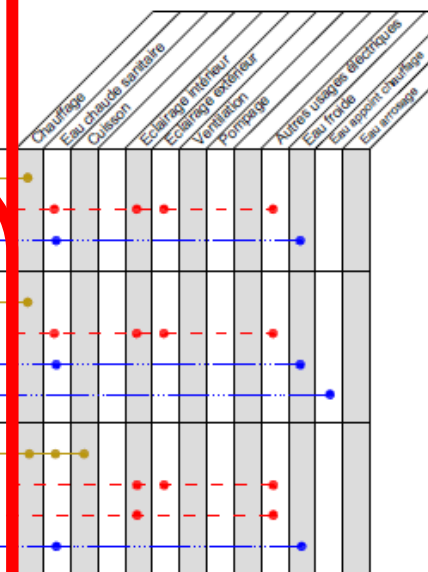 Chauffage
Eau chaude sanitaire
Cuisson
Eclairage intérieur
Eclairage extérieur
Ventilation
Pompage
Autres usages électriques
Eau froide
Eau appoint chauffage
Eau arrosage